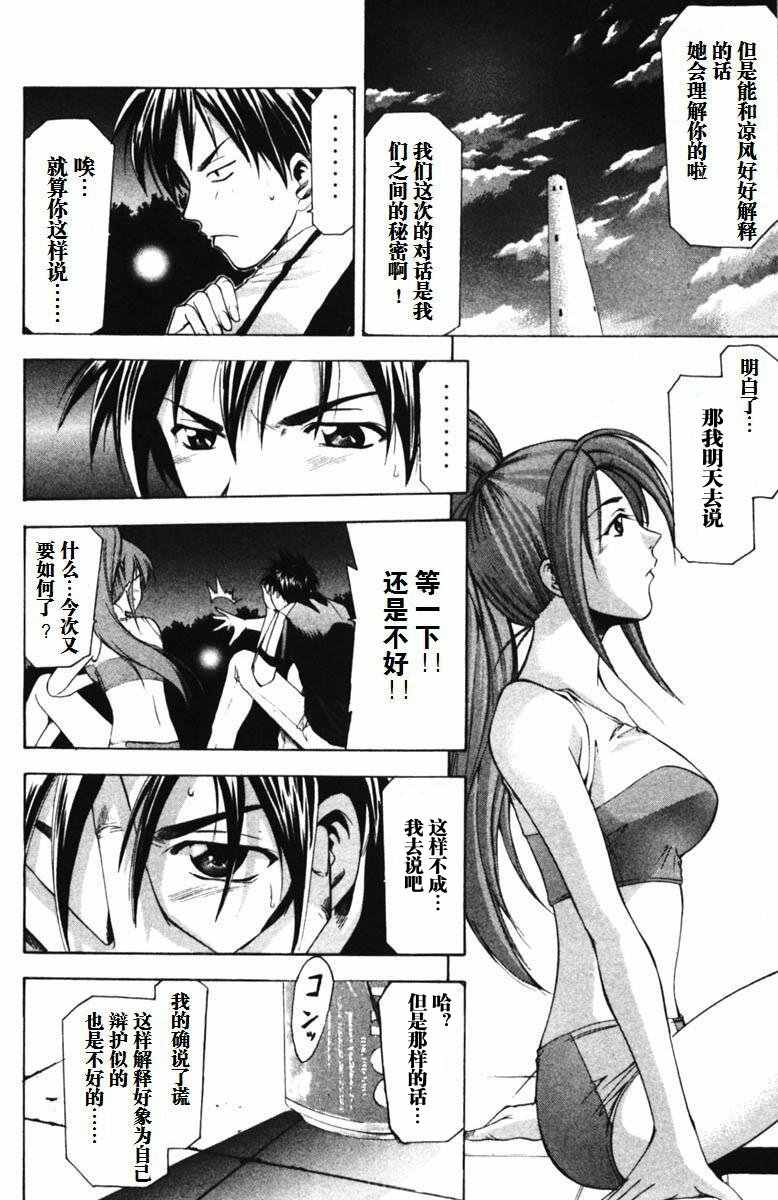 但是能和凉风好好解释
的话
她会理解你的啦
我们这次的对话是我
们之间的秘密啊！
………
唉…
就算你这样说……
明白了…
那我明天去说
………
等一下!!
还是不好!!
什么…今次又
要如何了？
这样不成…
我去说吧
哈?
但是那样的话…
コンッ
我的确说了谎
这样解释好象为自己
辩护似的
也是不好的……